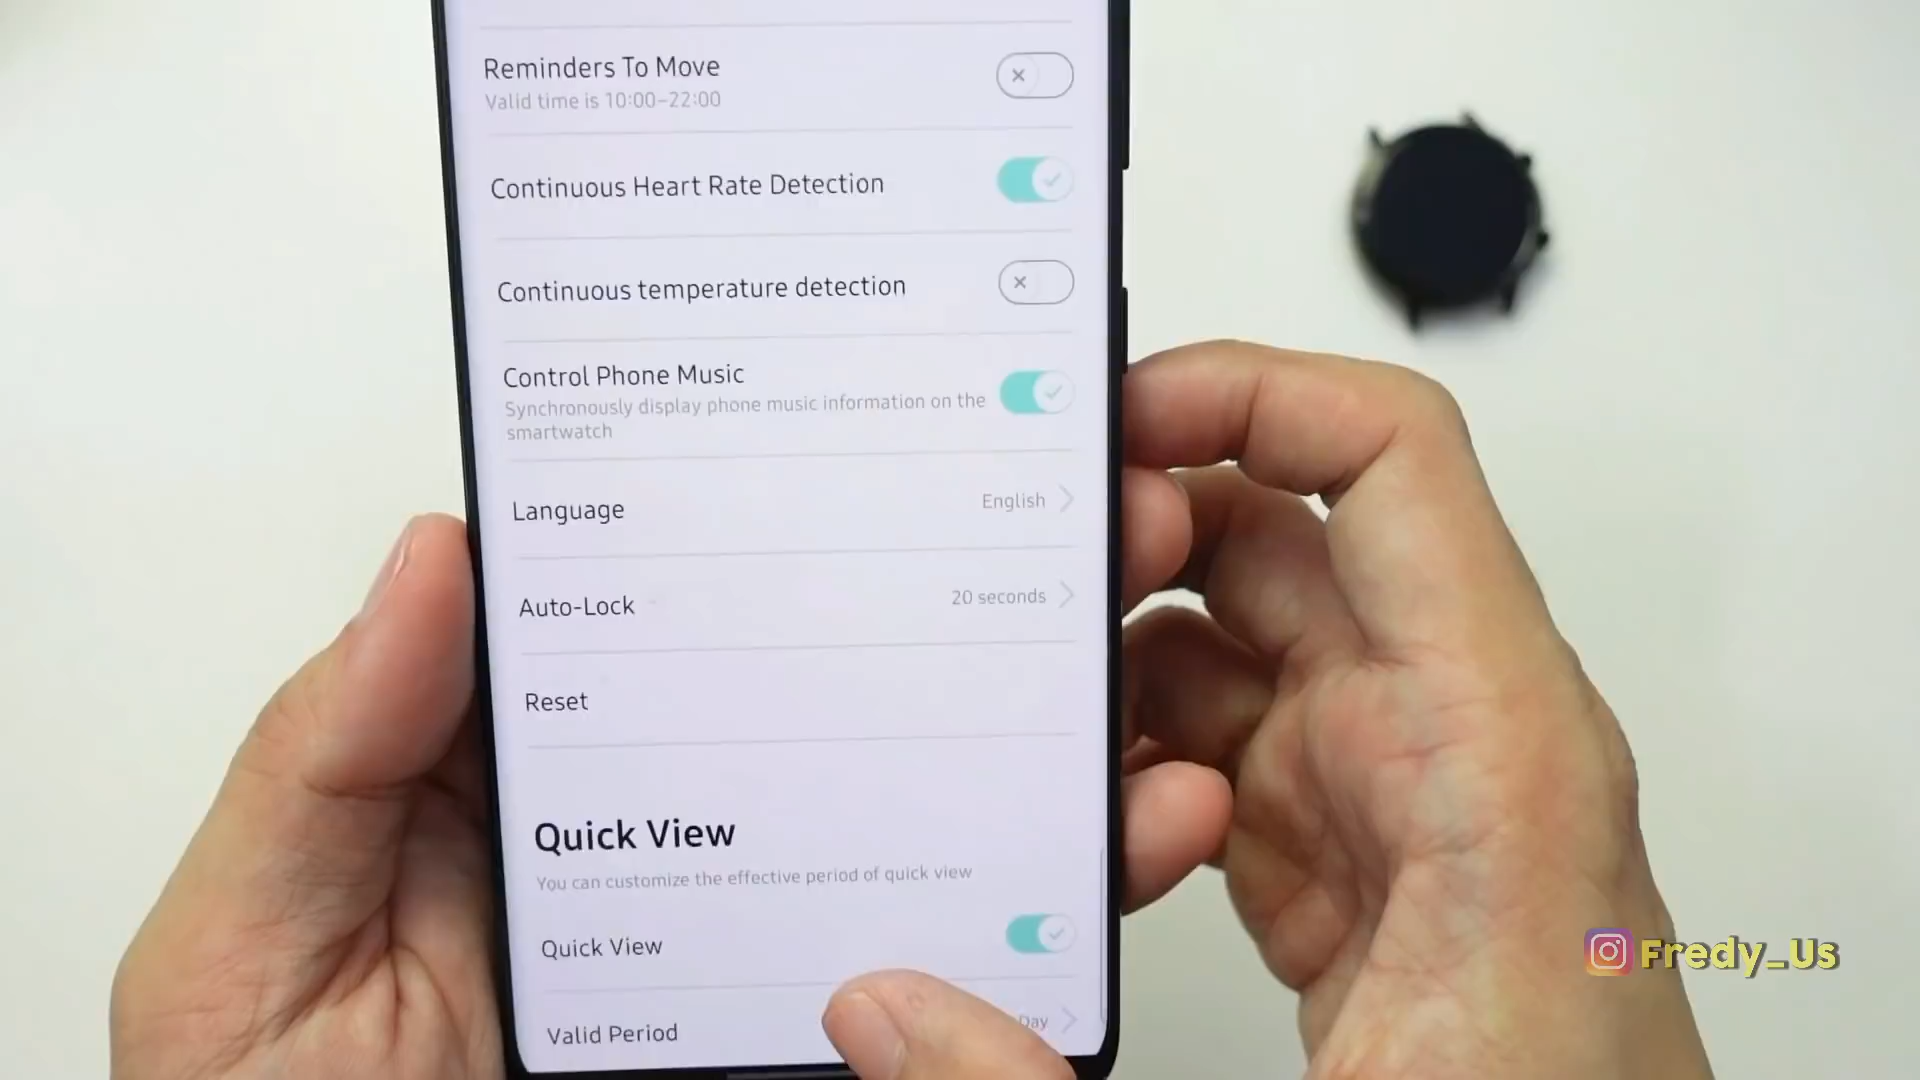 Reminders To Move
Valid time is 10:00-22:00
Continuous Heart Rate Detection
Continuous temperature detection
Control Phone Music
Synchronously display phone music information on the
smartwatch
Language
English
Auto-Lock
20 seconds
Reset
Quick View
You can customize the effective period of quick view
Quick View
Valid Period
Day
Fredy_Us